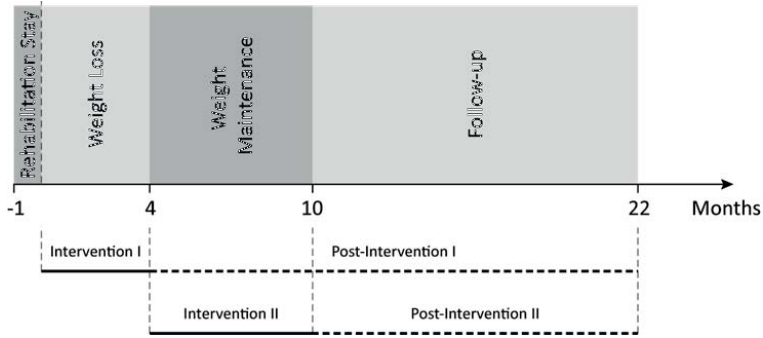 Rehabilitation Stay
Weight Loss
Weight
Maintenance
Follow-up
-1
4
10
22
Months
Intervention I
Post-Intervention I
Intervention II
Post-Intervention II